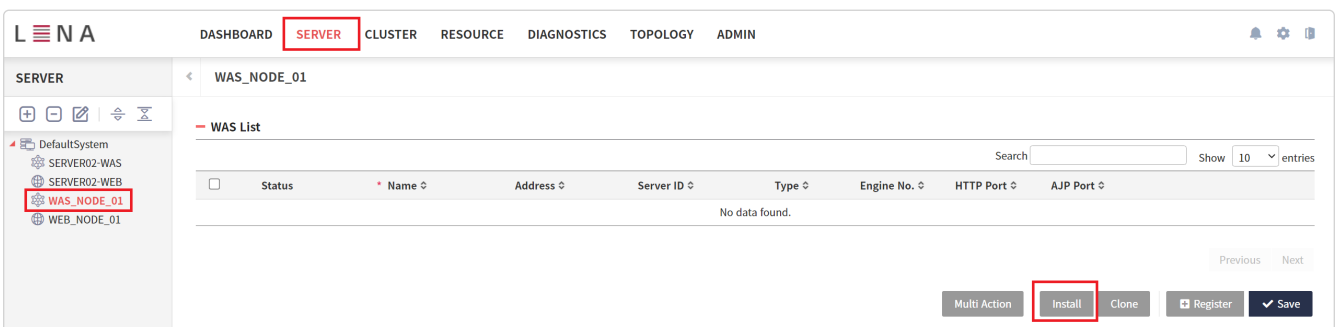 LENA DASHBOARD SERVER CLUSTER RESOURCE DIAGNOSTICS TOPOLOGY ADMIN
SERVER WAS_NODE_01
WAS List
DefaultSystem
SERVER02-WAS
SERVER02-WEB
WAS_NODE_01
WEB_NODE_01
Search Show 10 entries
Status * Name Address Server ID Type Engine No. HTTP Port AJP Port
No data found.
Previous Next
Multi Action Install Clone Register Save